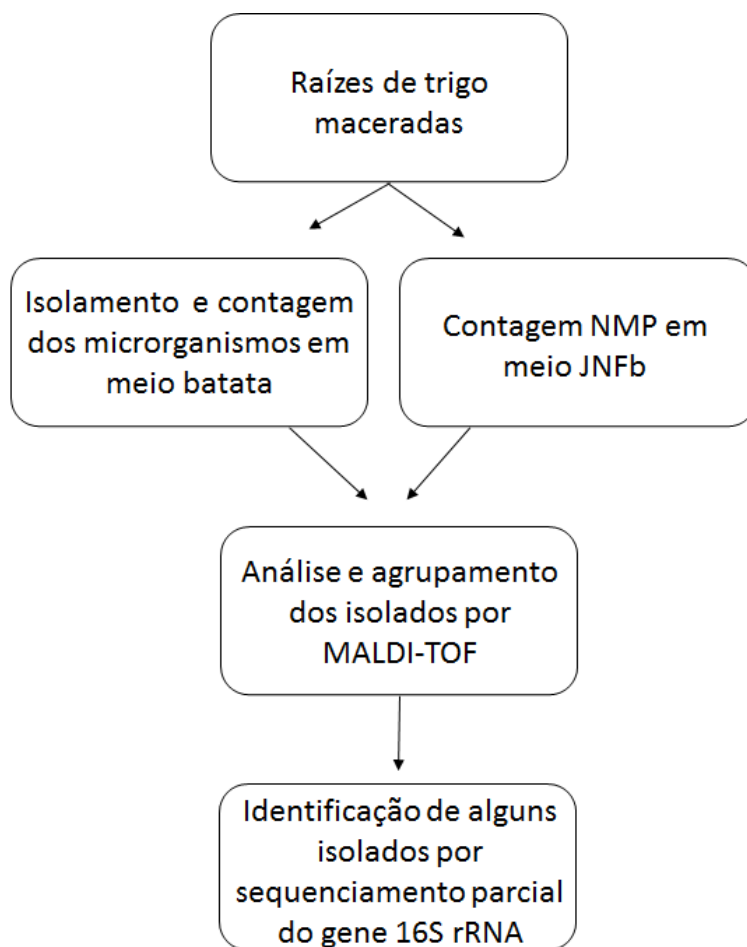 Raízes de trigo
maceradas
Isolamento e contagem
dos microrganismos em
meio batata
Contagem NMP em
meio JNFb
Análise e agrupamento
dos isolados por
MALDI-TOF
Identificação de alguns
isolados por
sequenciamento parcial
do gene 16S rRNA